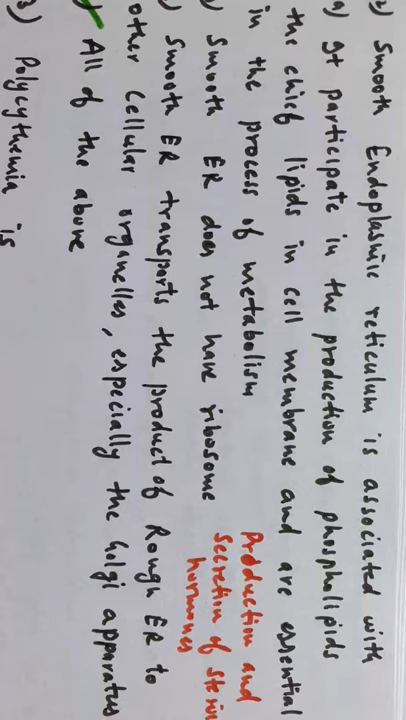 2) Smooth Endoplasmic reticulum is associated with
a) It participate in the production of phospholipids
the chief lipids in cell membrane and are essential
in the process of metabolism
) Smooth ER does not have ribosome
Production and
Secretion of
hormones
) Smooth ER transports the product of Rough ER to
other cellular organelles, especially the Golgi apparatus
All of the above
3) Polycythemia is